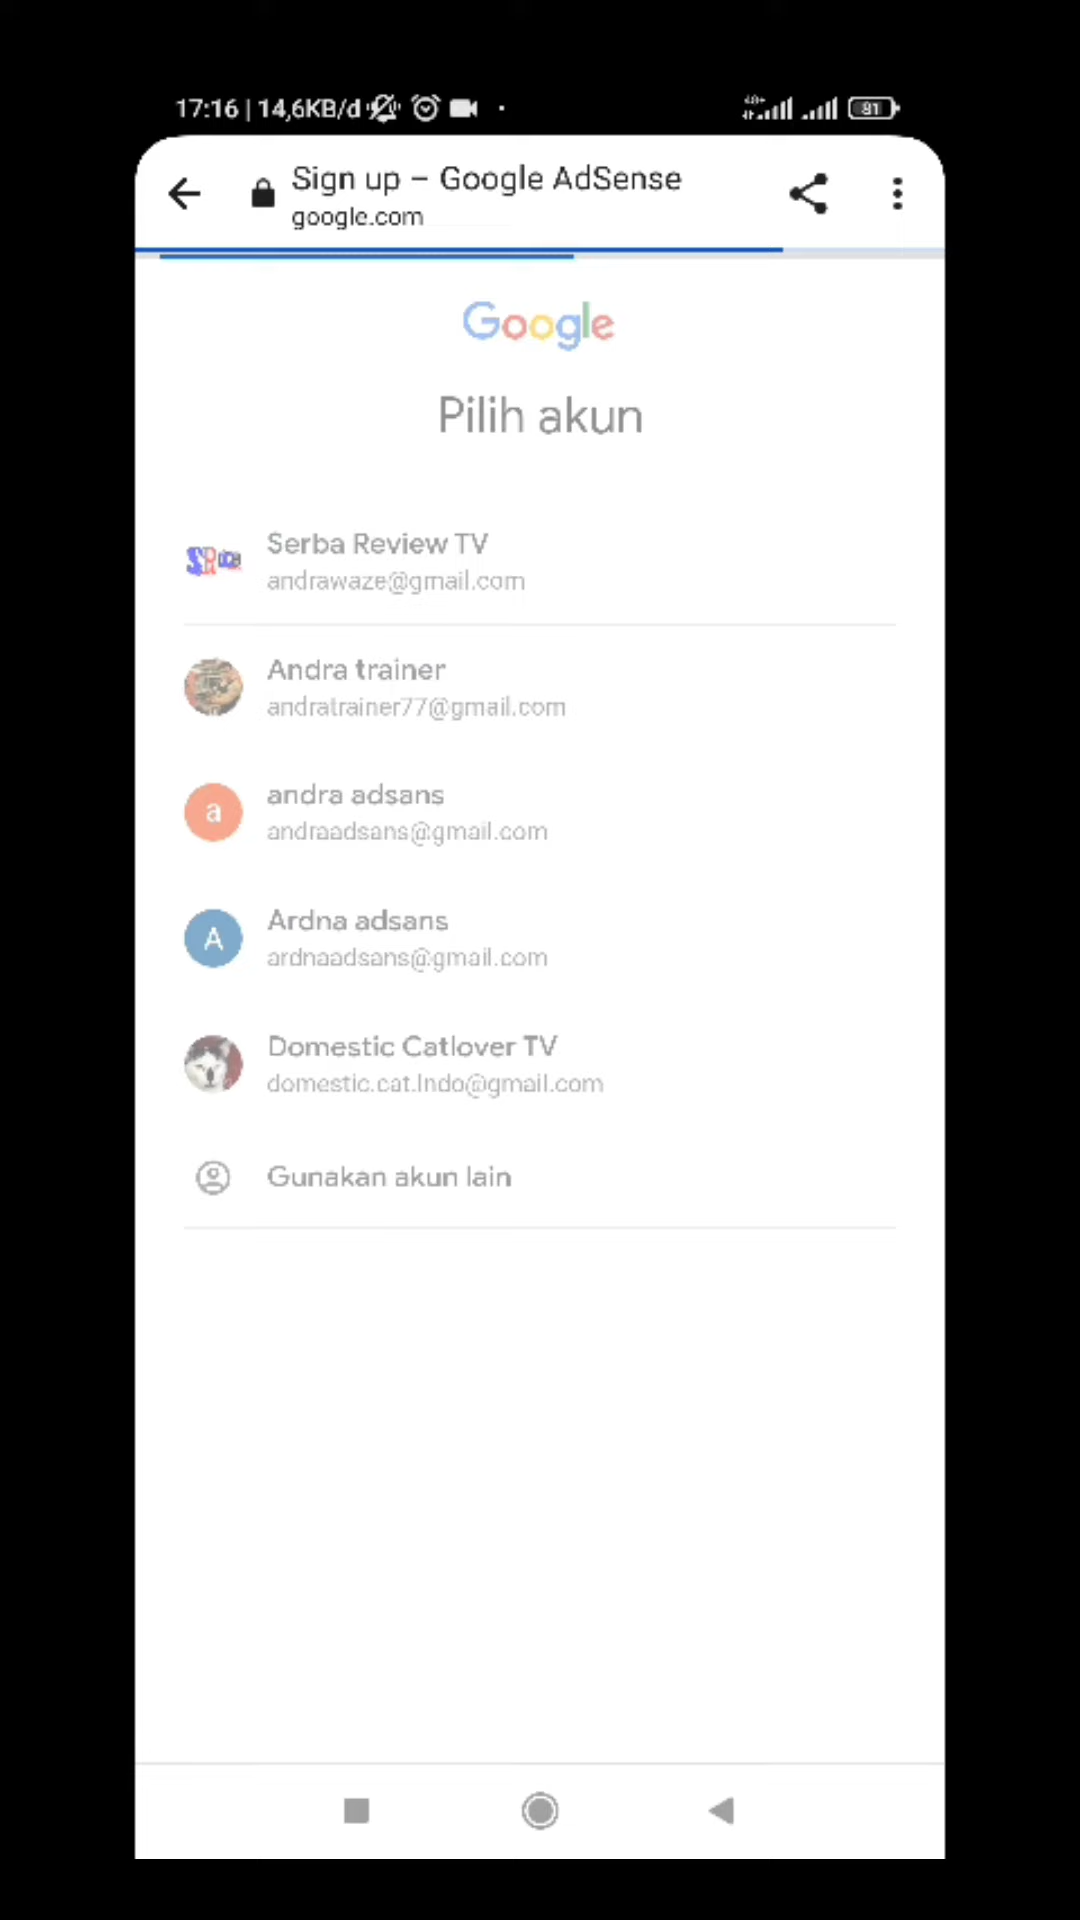 17:16 | 14,6KB/d
81
Sign up – Google AdSense
google.com
Google
Pilih akun
Serba Review TV
andrawaze@gmail.com
Andra trainer
andratrainer77@gmail.com
a
andra adsans
andraadsans@gmail.com
A
Ardna adsans
ardnaadsans@gmail.com
Domestic Catlover TV
domestic.cat.Indo@gmail.com
Gunakan akun lain